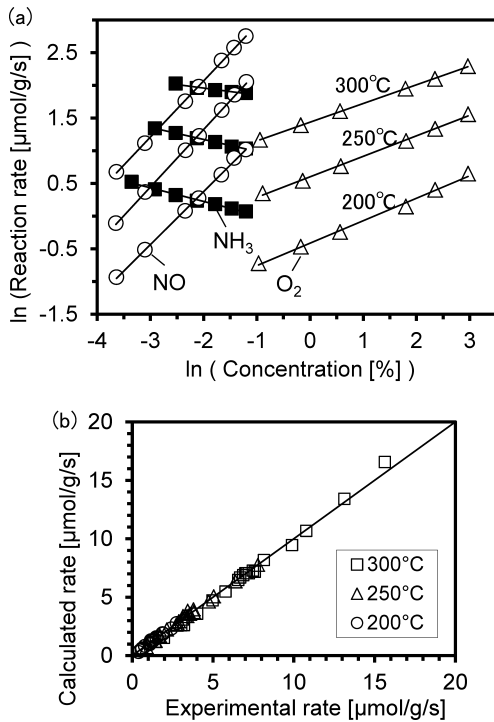 (a)
ln (Reaction rate [μmol/g/s] )
2.5
1.5
0.5
-0.5
-1.5
300°C
250°C
200°C
NO
NH3
O2
-4 -3 -2 -1 0 1 2 3
ln ( Concentration [%] )
(b)
Calculated rate [μmol/g/s]
20
15
10
5
0
300°C
250°C
200°C
0 5 10 15 20
Experimental rate [μmol/g/s]